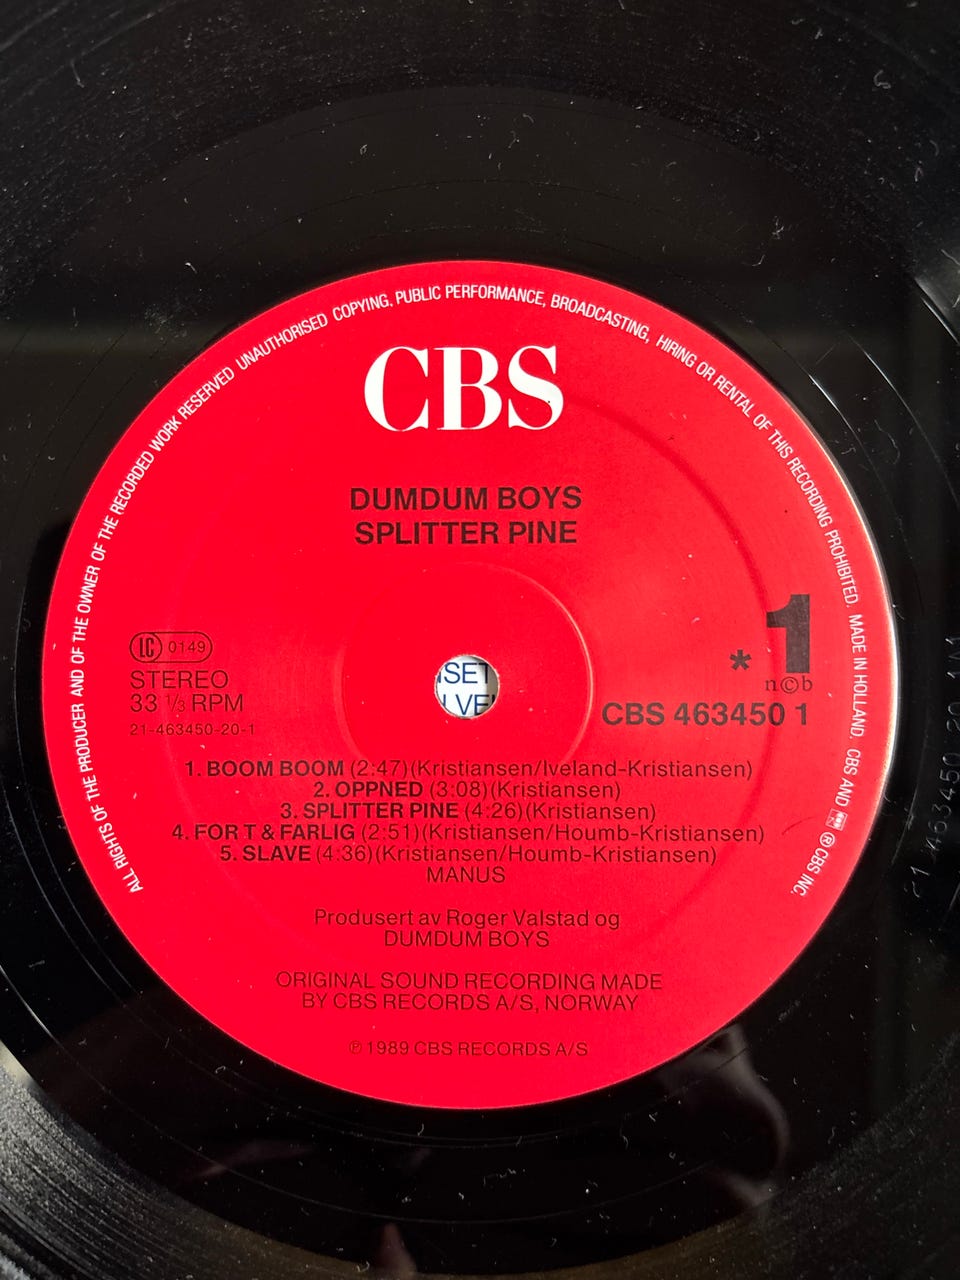 ALL RIGHTS OF THE PRODUCER AND OF THE OWNER OF THE RECORDED WORK RESERVED UNAUTHORISED COPYING, PUBLIC PERFORMANCE, BROADCASTING, HIRING OR RENTAL OF THIS RECORDING PROHIBITED. MADE IN HOLLAND. CBS AND ℗ CBS INC.
CBS
DUMDUM BOYS
SPLITTER PINE
LC 0149
STEREO
33 1/3 RPM
21-463450-20-1
* 1
n©b
CBS 463450 1
SET
VE
1. BOOM BOOM (2:47)(Kristiansen/Iveland-Kristiansen)
2. OPPNED (3:08)(Kristiansen)
3. SPLITTER PINE (4:26)(Kristiansen)
4. FOR T & FARLIG (2:51)(Kristiansen/Houmb-Kristiansen)
5. SLAVE (4:36)(Kristiansen/Houmb-Kristiansen)
MANUS
Produsert av Roger Valstad og
DUMDUM BOYS
ORIGINAL SOUND RECORDING MADE
BY CBS RECORDS A/S, NORWAY
℗ 1989 CBS RECORDS A/S